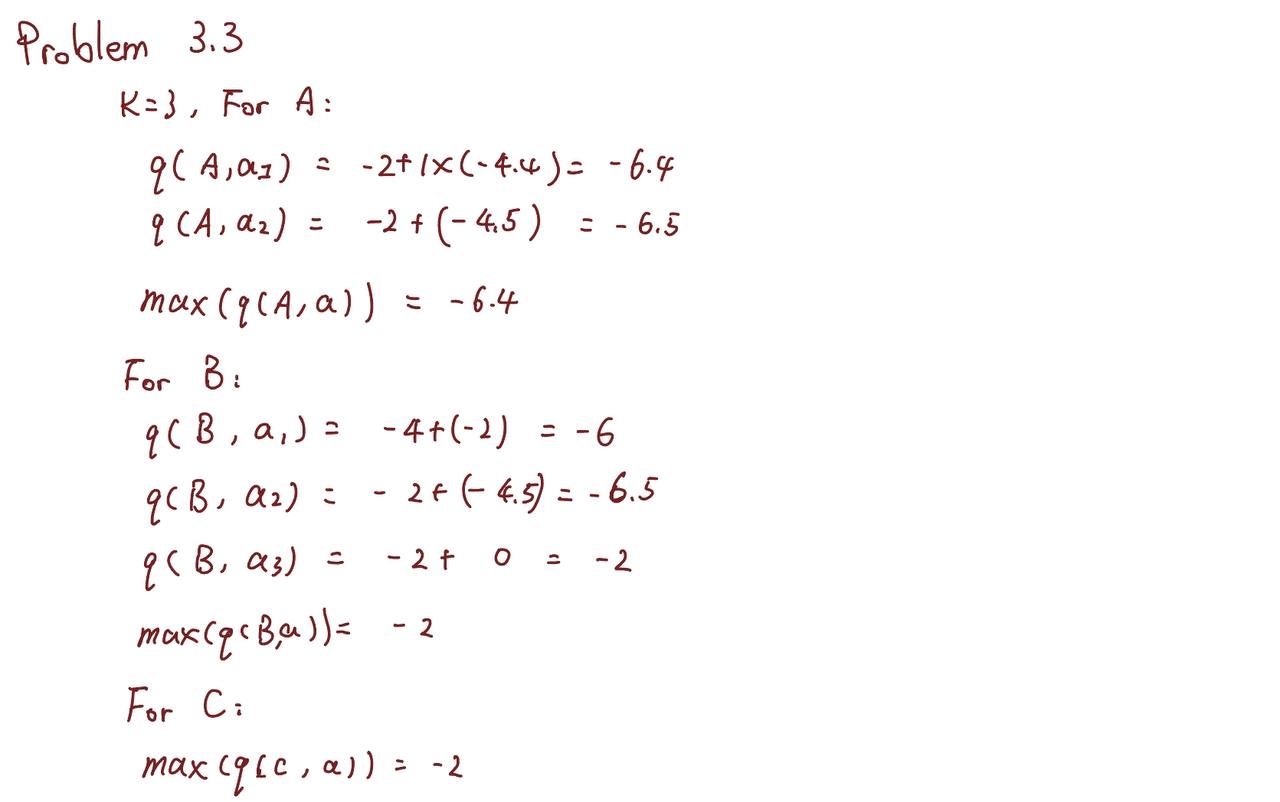 Problem 3.3
K=3, For A:
q(A,a1) = -2+1×(-4.4)= -6.4
q(A,a2) = -2+(-4.5) = -6.5
max(q(A,a)) = -6.4
For B:
q(B,a1) = -4+(-2) = -6
q(B,a2) = -2+(-4.5)= -6.5
q(B,a3) = -2+ 0 = -2
max(q(B,a))= -2
For C:
max(q(c,a)) = -2